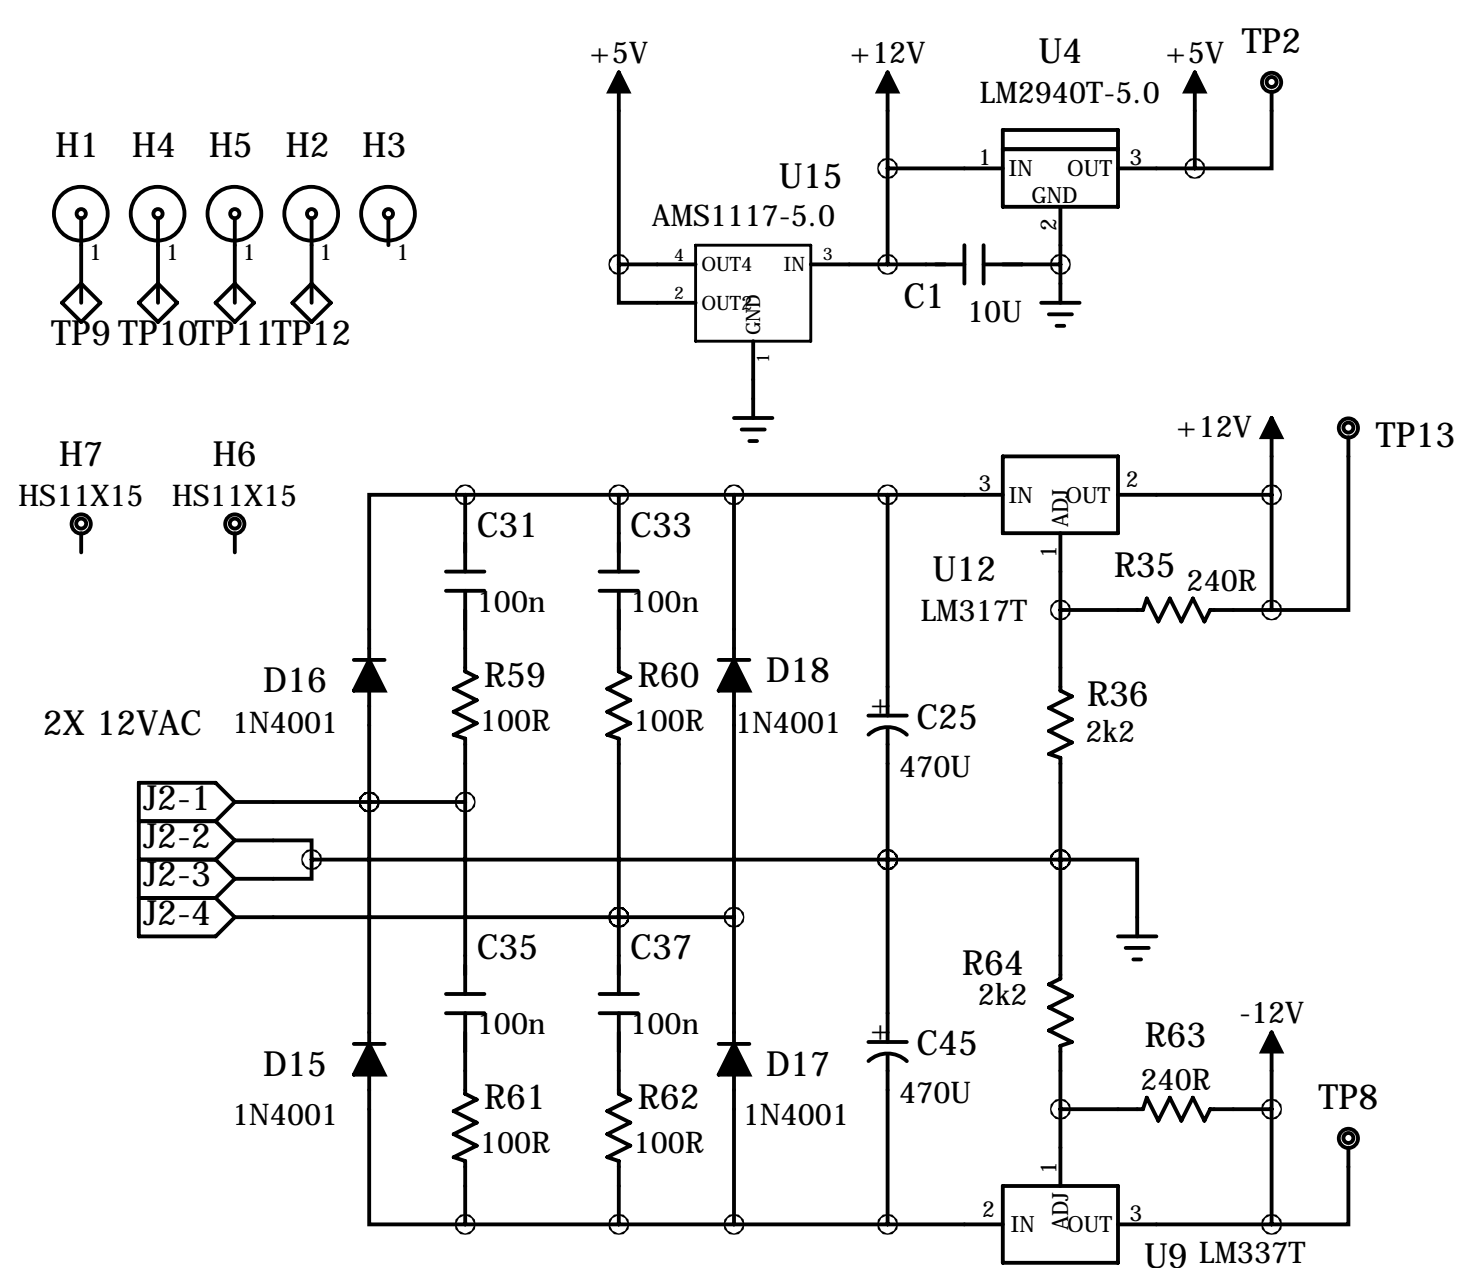 +5V
+12V
U4
+5V
TP2
LM2940T-5.0
H1 H4 H5 H2 H3
1 IN OUT 3
GND
2
U15
AMS1117-5.0
1 1 1 1 1
4 OUT4 IN 3
2 OUT2
GND
1
C1
10U
TP9 TP10 TP11 TP12
+12V
TP13
H7
HS11X15
H6
HS11X15
3 IN OUT 2
ADJ
1
C31
100n
C33
100n
U12
LM317T
R35
240R
D16
1N4001
R59
100R
R60
100R
D18
1N4001
C25
+
470U
R36
2k2
2X 12VAC
J2-1
J2-2
J2-3
J2-4
C35
100n
C37
100n
R64
2k2
-12V
D15
1N4001
R61
100R
R62
100R
D17
1N4001
C45
+
470U
R63
240R
TP8
1
ADJ
2 IN OUT 3
U9 LM337T